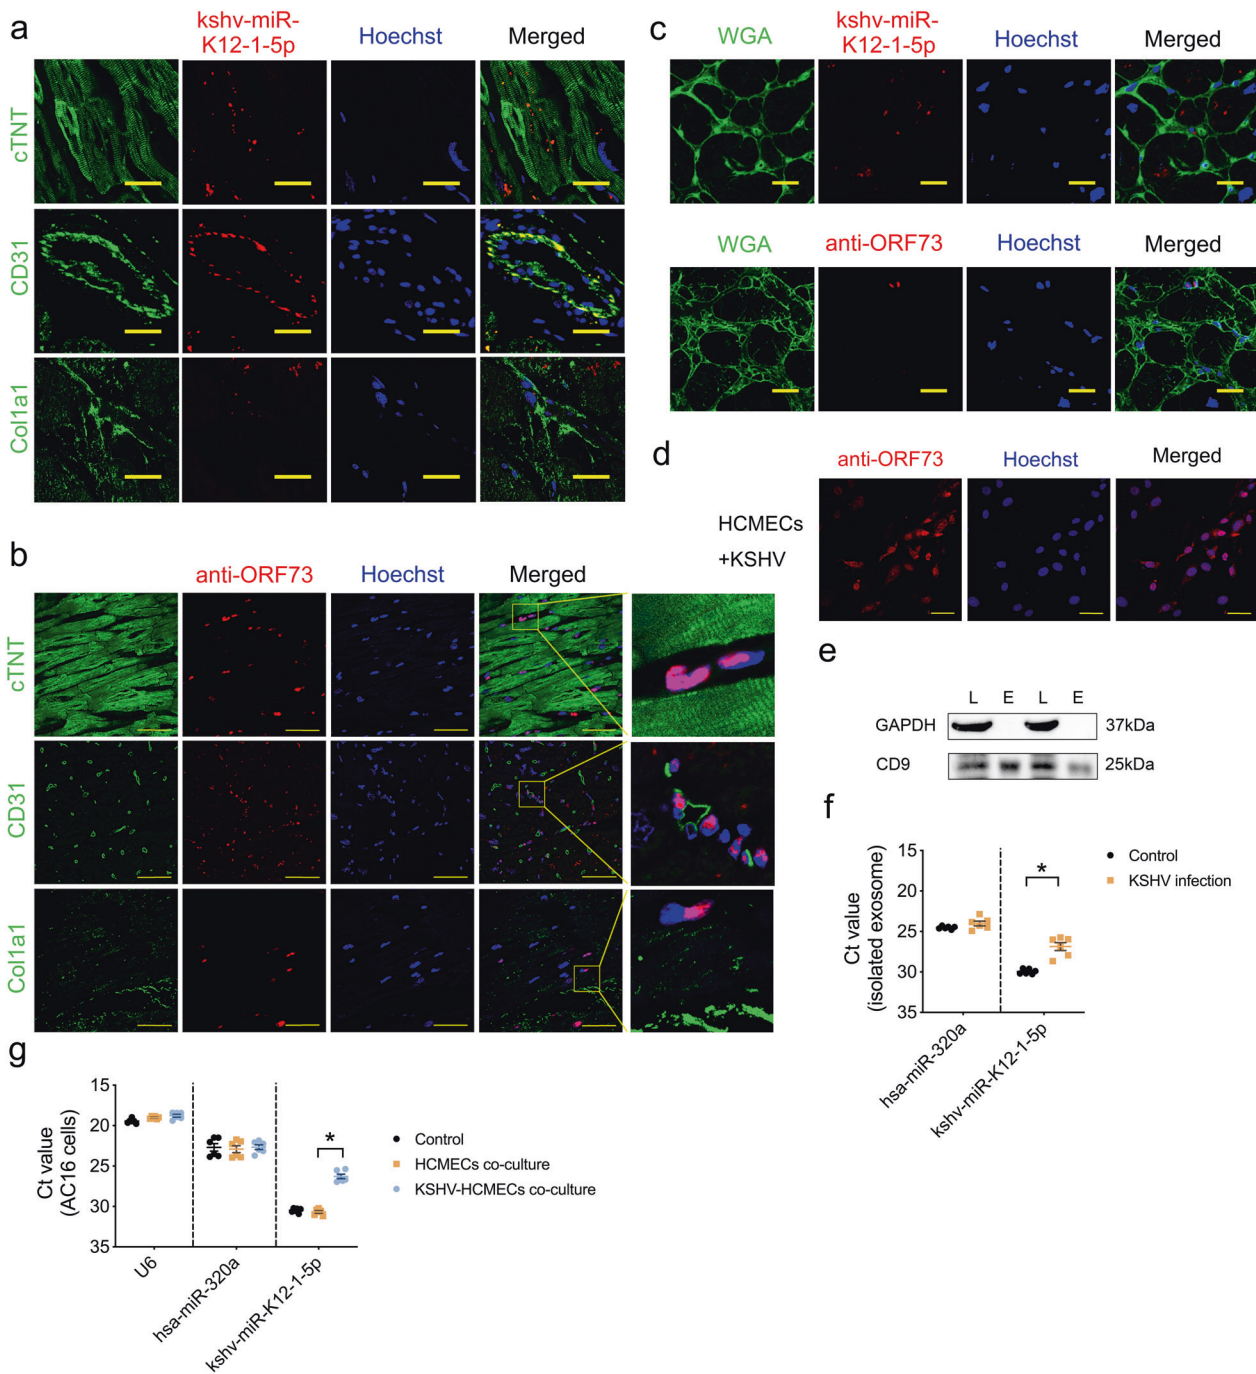 a
kshv-miR-
K12-1-5p
Hoechst
Merged
cTNT
CD31
Col1a1
b
anti-ORF73
Hoechst
Merged
cTNT
CD31
Col1a1
c
WGA
kshv-miR-
K12-1-5p
Hoechst
Merged
WGA
anti-ORF73
Hoechst
Merged
d
anti-ORF73
Hoechst
Merged
HCMECs
+KSHV
e
L E L E
GAPDH 37kDa
CD9 25kDa
f
Ct value
(isolated exosome)
15
20
25
30
35
*
Control
KSHV infection
hsa-miR-320a
kshv-miR-K12-1-5p
g
Ct value
(AC16 cells)
15
20
25
30
35
*
Control
HCMECs co-culture
KSHV-HCMECs co-culture
U6
hsa-miR-320a
kshv-miR-K12-1-5p